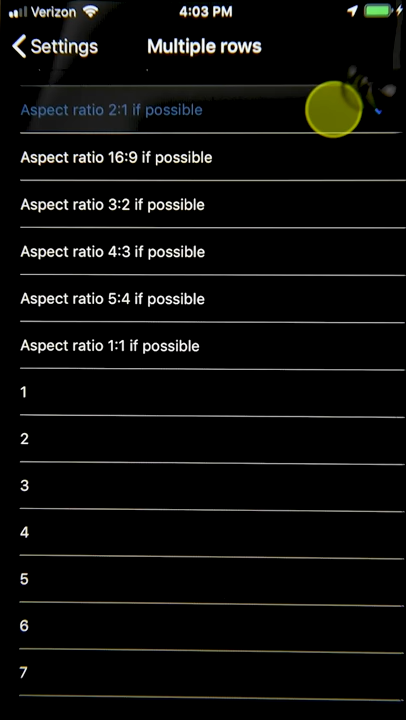 Verizon 4:03 PM
Settings Multiple rows
Aspect ratio 2:1 if possible
Aspect ratio 16:9 if possible
Aspect ratio 3:2 if possible
Aspect ratio 4:3 if possible
Aspect ratio 5:4 if possible
Aspect ratio 1:1 if possible
1
2
3
4
5
6
7